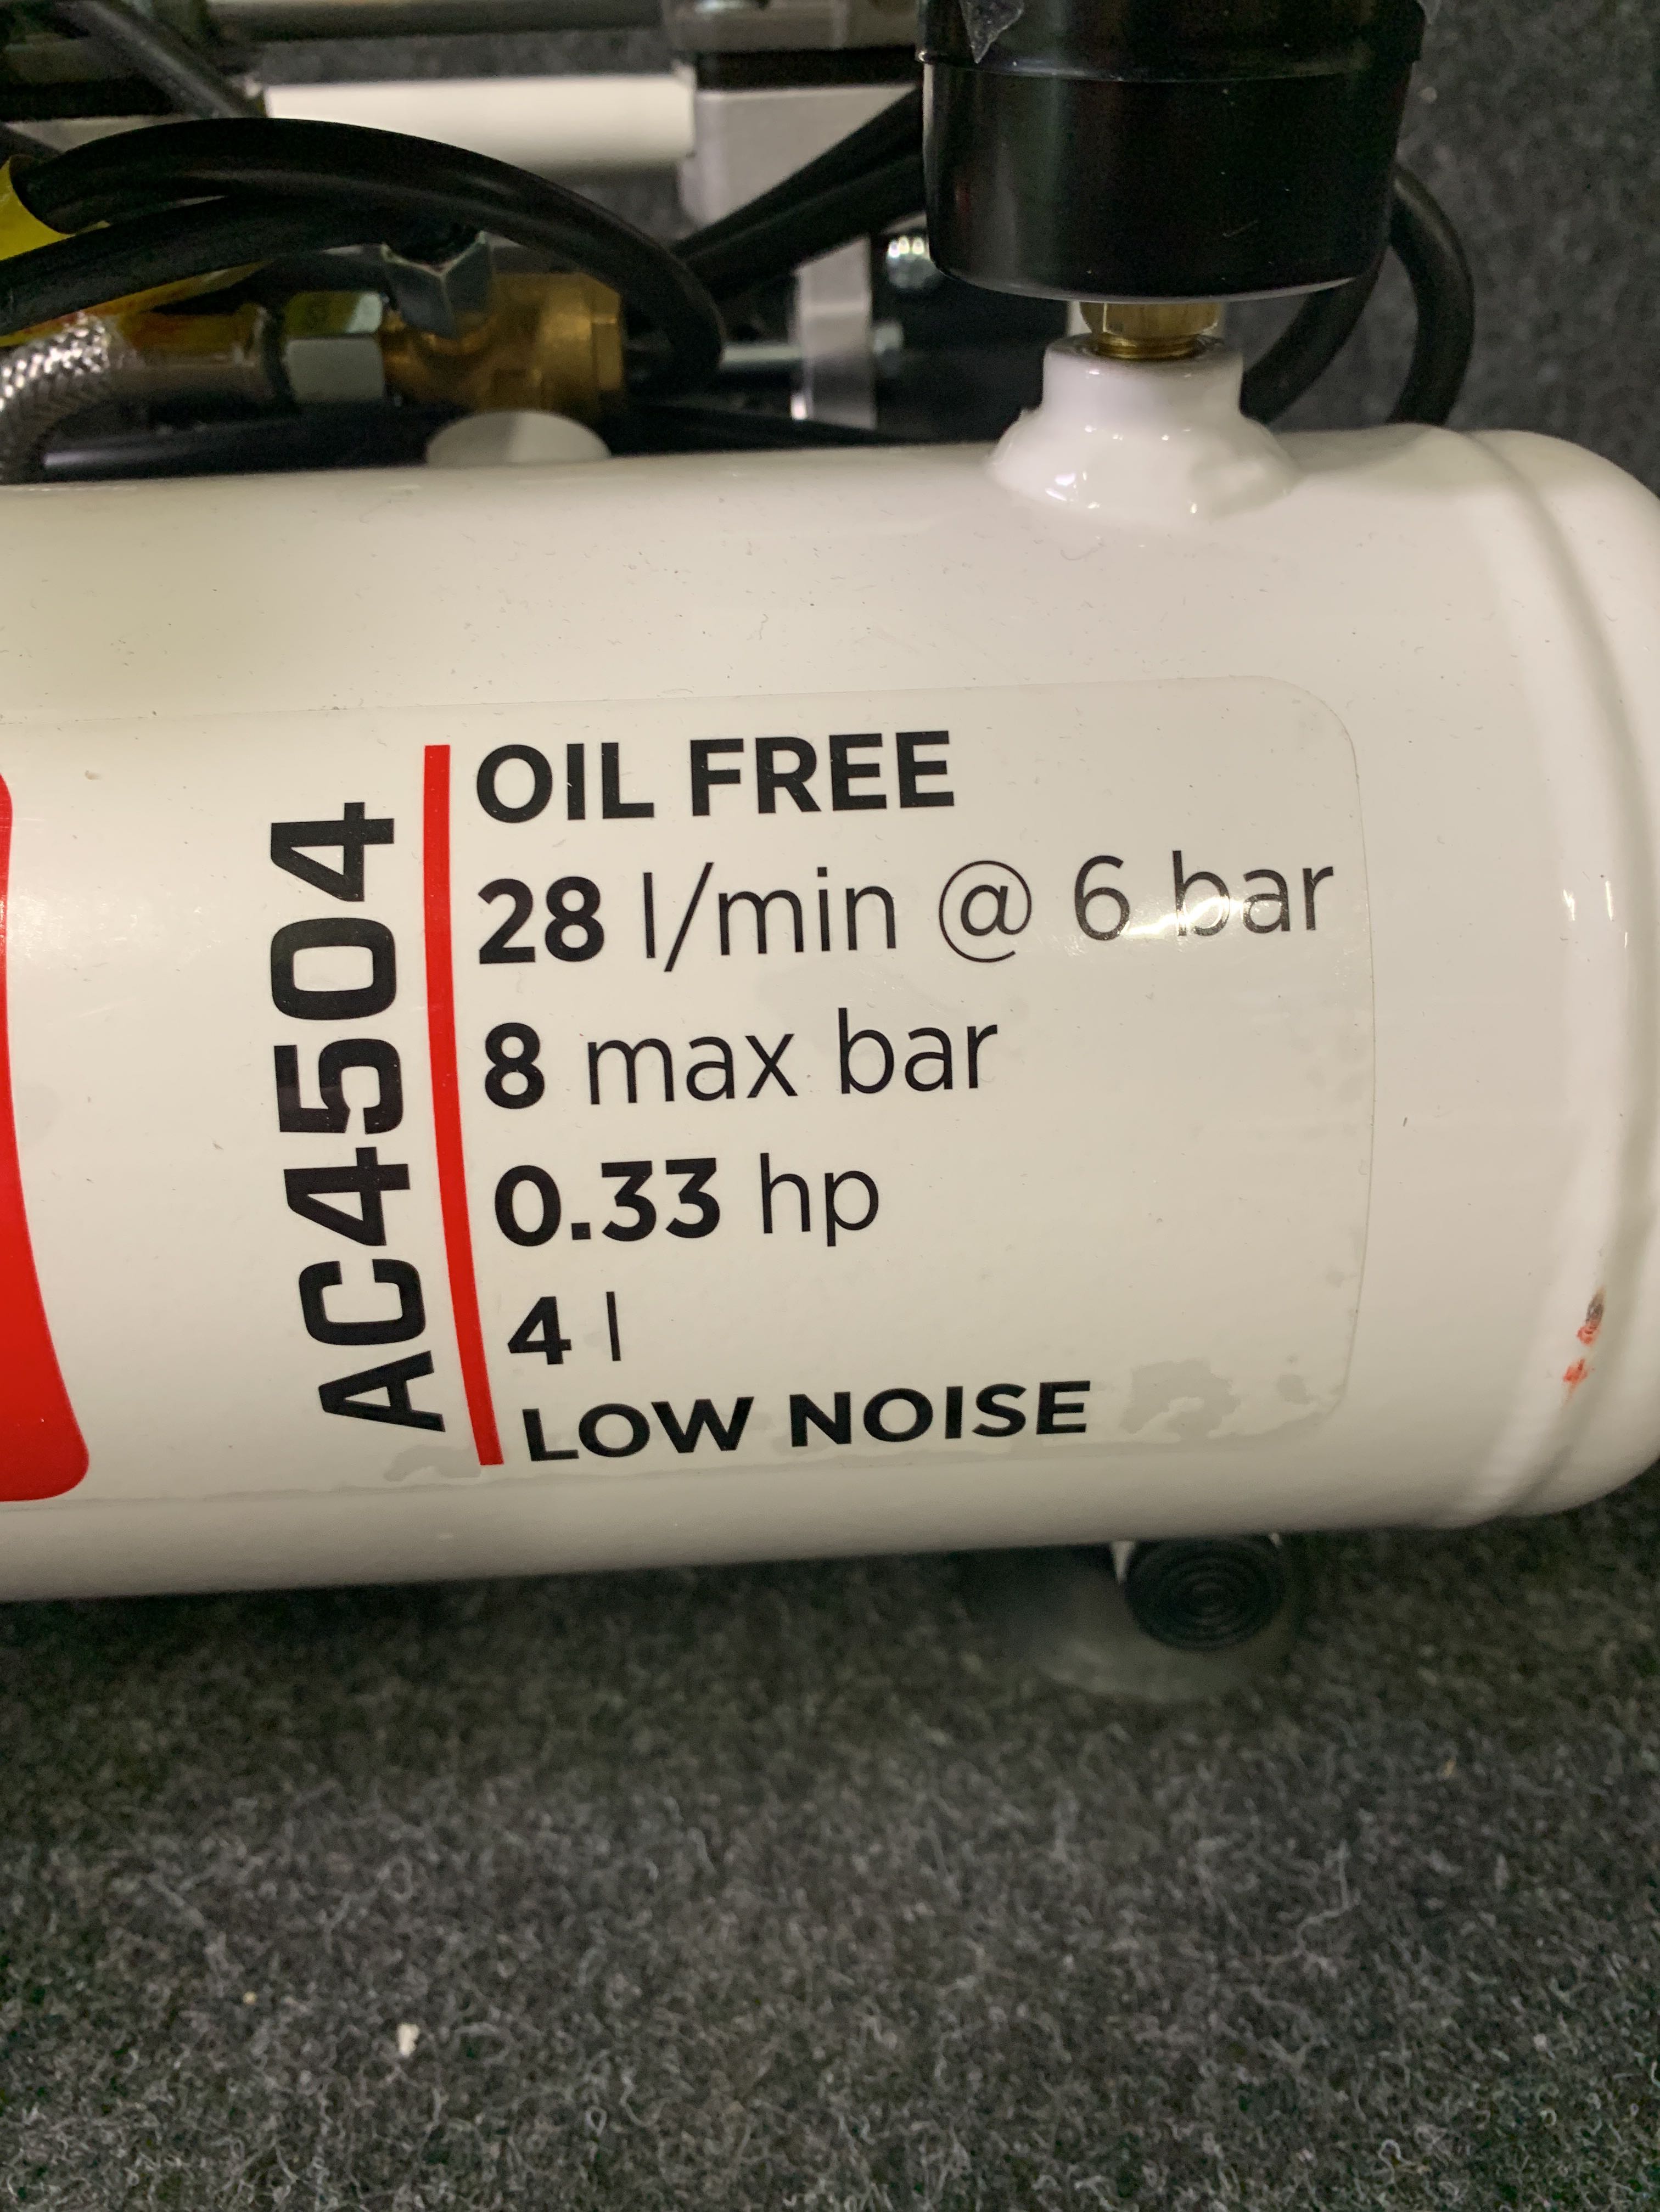 AC4504
OIL FREE
28 l/min @ 6 bar
8 max bar
0.33 hp
4 l
LOW NOISE